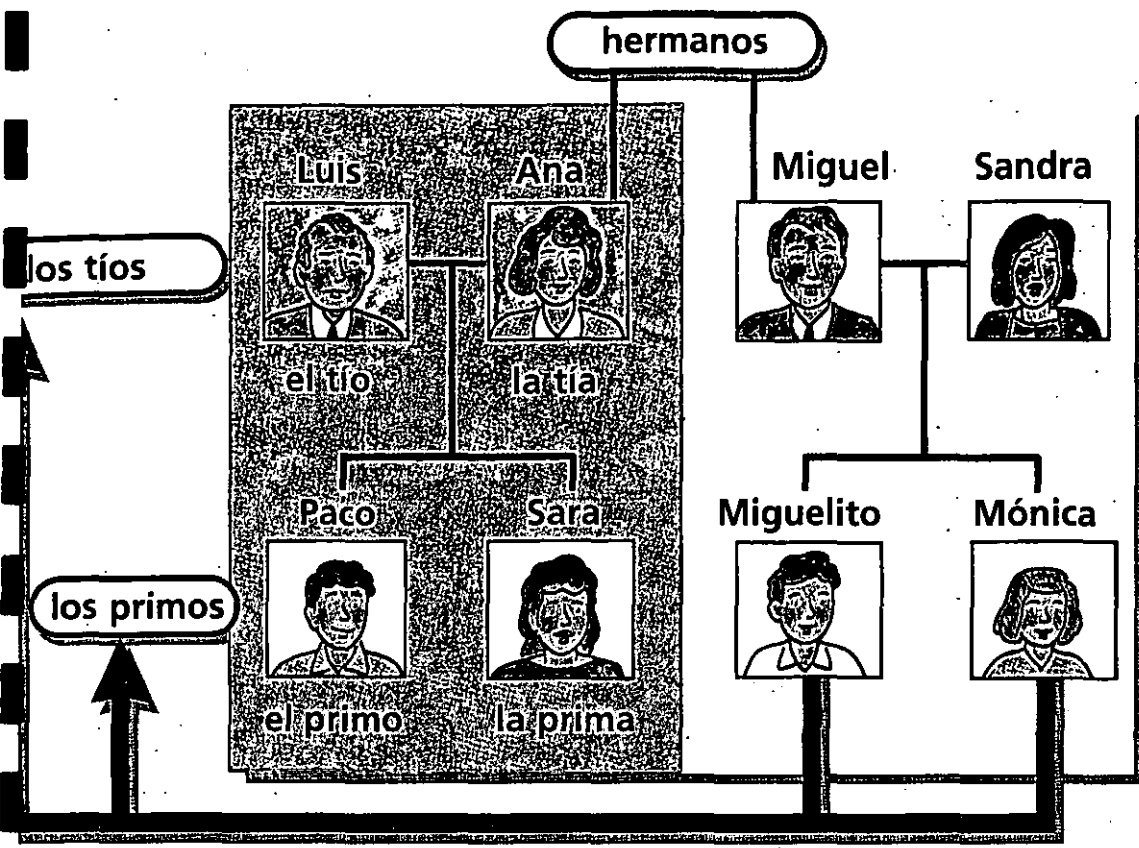 hermanos
Luis Ana Miguel Sandra
los tíos
el tío la tía
Paco Sara Miguelito Mónica
los primos
el primo la prima